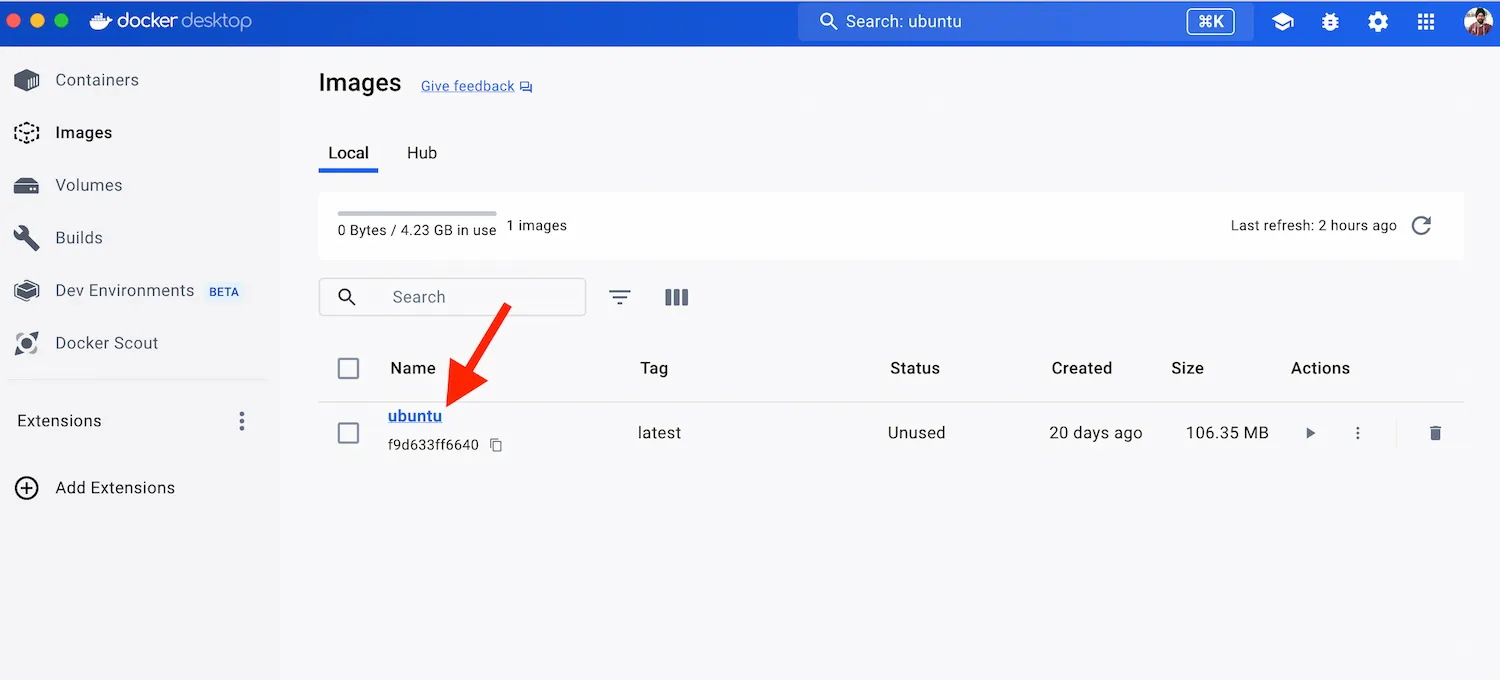 docker desktop
Search: ubuntu
⌘K
Containers
Images
Volumes
Builds
Dev Environments BETA
Docker Scout
Extensions
Add Extensions
Images Give feedback
Local Hub
0 Bytes / 4.23 GB in use 1 images
Last refresh: 2 hours ago
Search
Name Tag Status Created Size Actions
ubuntu
f9d633ff6640
latest Unused 20 days ago 106.35 MB